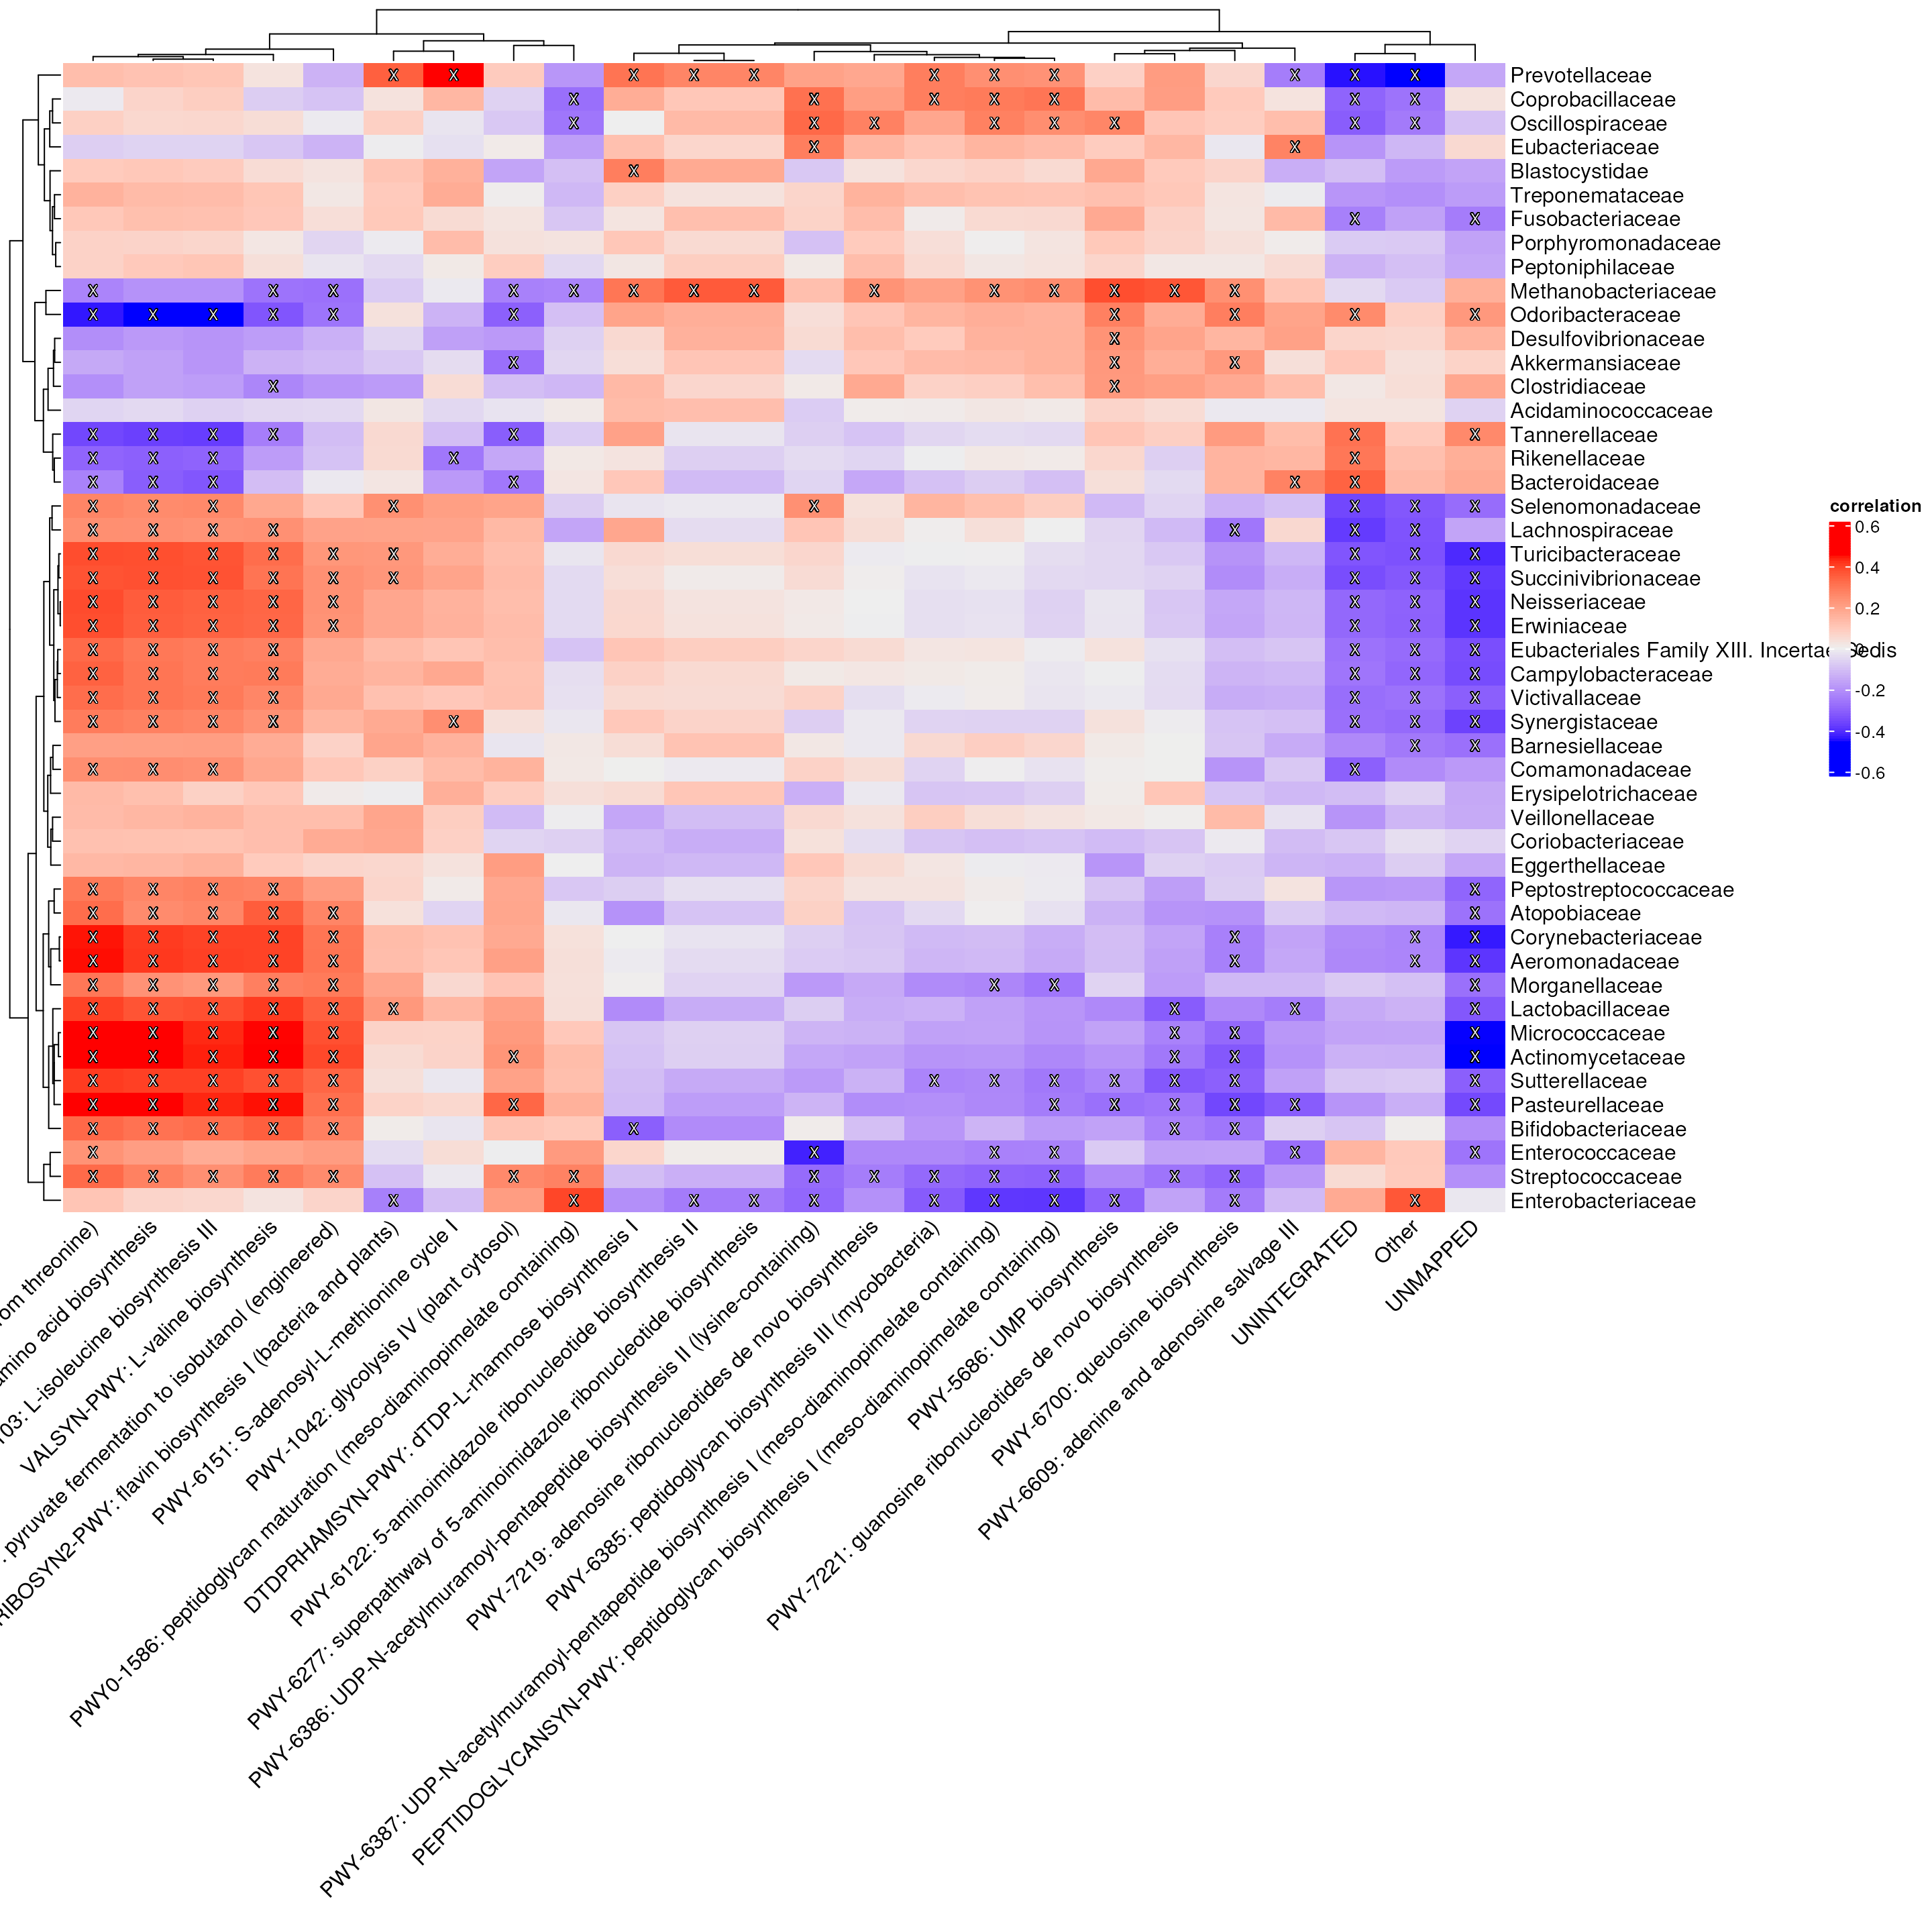 Prevotellaceae
Coprobacillaceae
Oscillospiraceae
Eubacteriaceae
Blastocystidae
Treponemataceae
Fusobacteriaceae
Porphyromonadaceae
Peptoniphilaceae
Methanobacteriaceae
Odoribacteraceae
Desulfovibrionaceae
Akkermansiaceae
Clostridiaceae
Acidaminococcaceae
Tannerellaceae
Rikenellaceae
Bacteroidaceae
Selenomonadaceae
Lachnospiraceae
Turicibacteraceae
Succinivibrionaceae
Neisseriaceae
Erwiniaceae
Eubacteriales Family XIII. Incertae Sedis
Campylobacteraceae
Victivallaceae
Synergistaceae
Barnesiellaceae
Comamonadaceae
Erysipelotrichaceae
Veillonellaceae
Coriobacteriaceae
Eggerthellaceae
Peptostreptococcaceae
Atopobiaceae
Corynebacteriaceae
Aeromonadaceae
Morganellaceae
Lactobacillaceae
Micrococcaceae
Actinomycetaceae
Sutterellaceae
Pasteurellaceae
Bifidobacteriaceae
Enterococcaceae
Streptococcaceae
Enterobacteriaceae
correlation
0.6
0.4
0.2
0
-0.2
-0.4
-0.6
om threonine)
amino acid biosynthesis
03: L-isoleucine biosynthesis III
VALSYN-PWY: L-valine biosynthesis
: pyruvate fermentation to isobutanol (engineered)
RIBOSYN2-PWY: flavin biosynthesis I (bacteria and plants)
PWY-6151: S-adenosyl-L-methionine cycle I
PWY-1042: glycolysis IV (plant cytosol)
PWY0-1586: peptidoglycan maturation (meso-diaminopimelate containing)
DTDPRHAMSYN-PWY: dTDP-L-rhamnose biosynthesis I
PWY-6122: 5-aminoimidazole ribonucleotide biosynthesis II
PWY-6277: superpathway of 5-aminoimidazole ribonucleotide biosynthesis
PWY-6386: UDP-N-acetylmuramoyl-pentapeptide biosynthesis II (lysine-containing)
PWY-7219: adenosine ribonucleotides de novo biosynthesis
PWY-6385: peptidoglycan biosynthesis III (mycobacteria)
PWY-6387: UDP-N-acetylmuramoyl-pentapeptide biosynthesis I (meso-diaminopimelate containing)
PEPTIDOGLYCANSYN-PWY: peptidoglycan biosynthesis I (meso-diaminopimelate containing)
PWY-5686: UMP biosynthesis
PWY-7221: guanosine ribonucleotides de novo biosynthesis
PWY-6700: queuosine biosynthesis
PWY-6609: adenine and adenosine salvage III
UNINTEGRATED
Other
UNMAPPED